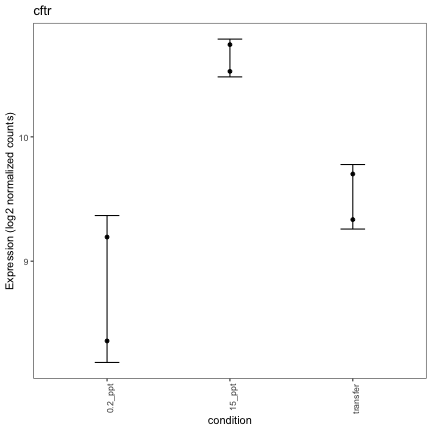 cftr
Expression (log2 normalized counts)
10
9
0.2_ppt
15_ppt
transfer
condition